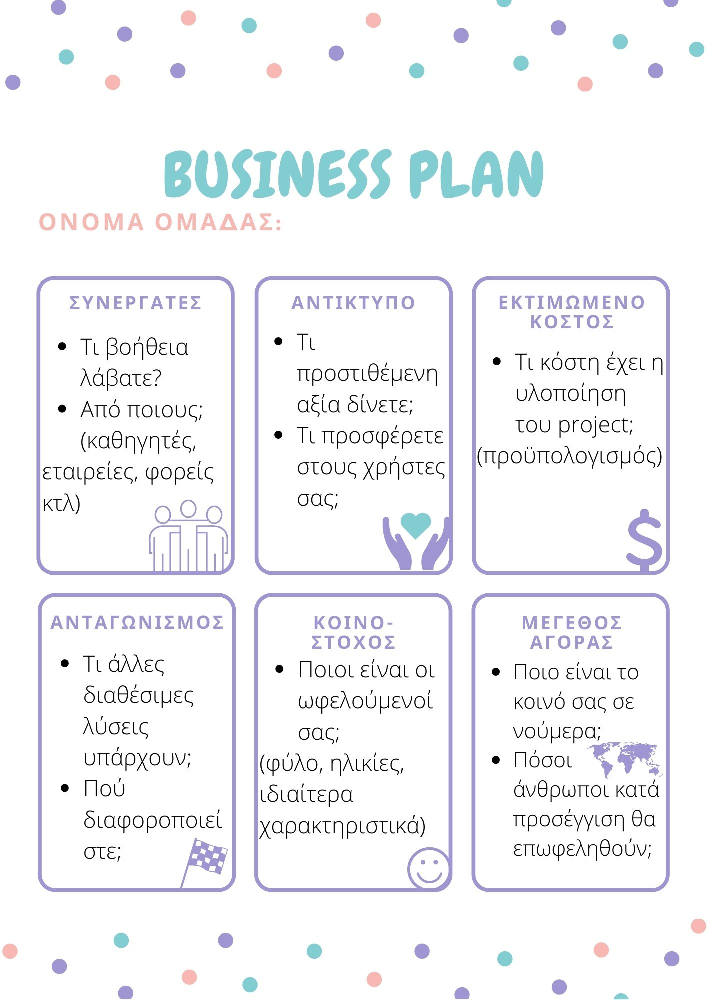 BUSINESS PLAN
ΟΝΟΜΑ ΟΜΑΔΑΣ:
ΣΥΝΕΡΓΑΤΕΣ
• Τι βοήθεια
λάβατε?
• Από ποιους;
(καθηγητές,
εταιρείες, φορείς
κτλ)
ΑΝΤΙΚΤΥΠΟ
• Τι
προστιθέμενη
αξία δίνετε;
• Τι προσφέρετε
στους χρήστες
σας;
ΕΚΤΙΜΩΜΕΝΟ
ΚΟΣΤΟΣ
• Τι κόστη έχει η
υλοποίηση
του project;
(προϋπολογισμός)
$
ΑΝΤΑΓΩΝΙΣΜΟΣ
• Τι άλλες
διαθέσιμες
λύσεις
υπάρχουν;
• Πού
διαφοροποιεί
στε;
ΚΟΙΝΟ-
ΣΤΟΧΟΣ
• Ποιοι είναι οι
ωφελούμενοί
σας;
(φύλο, ηλικίες,
ιδιαίτερα
χαρακτηριστικά)
ΜΕΓΕΘΟΣ
ΑΓΟΡΑΣ
• Ποιο είναι το
κοινό σας σε
νούμερα;
• Πόσοι
άνθρωποι κατά
προσέγγιση θα
επωφεληθούν;